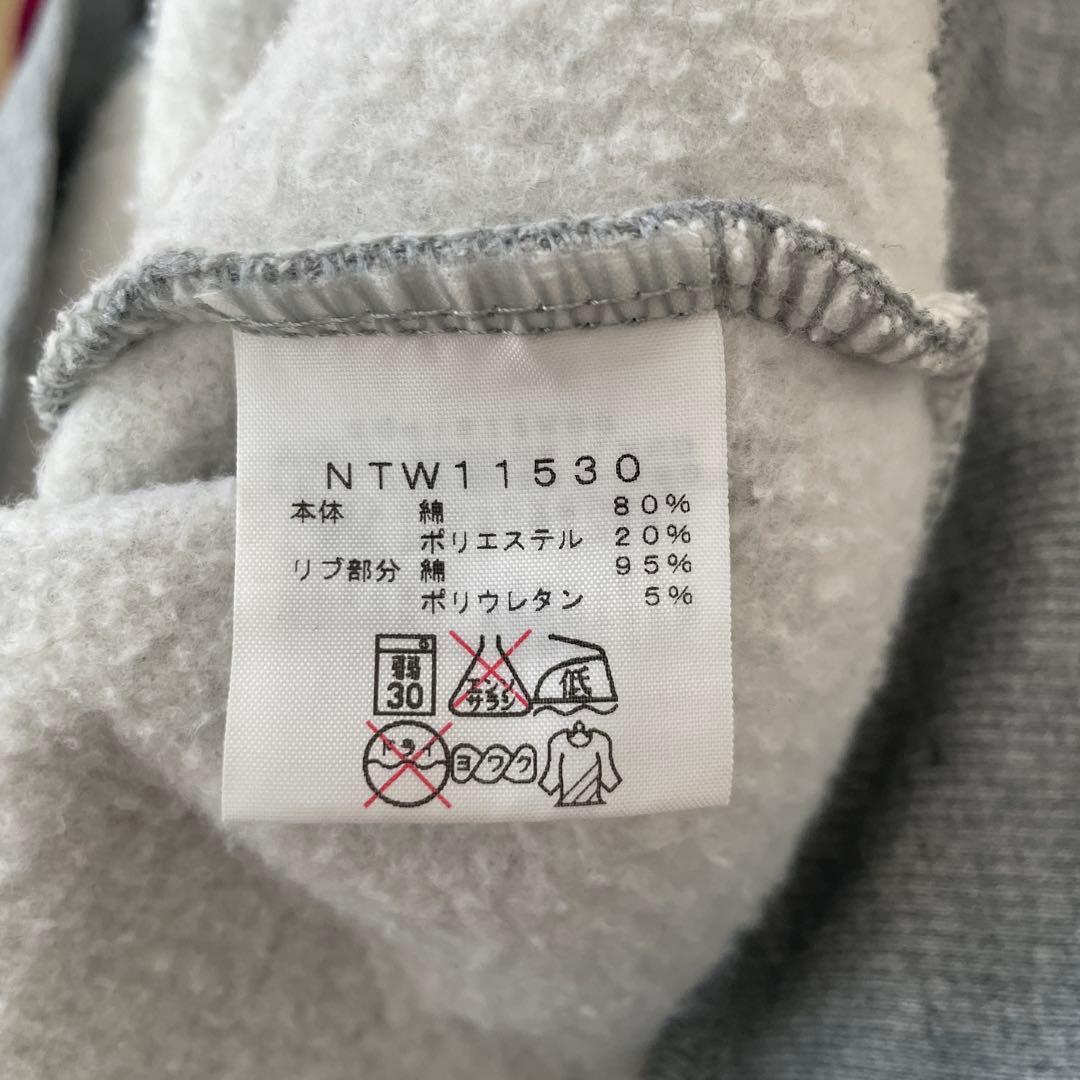 NTW11530
本体 綿 80%
ポリエステル 20%
リブ部分 綿 95%
ポリウレタン 5%
弱
30
エンソ
サラシ
低
ドライ
ヨワク